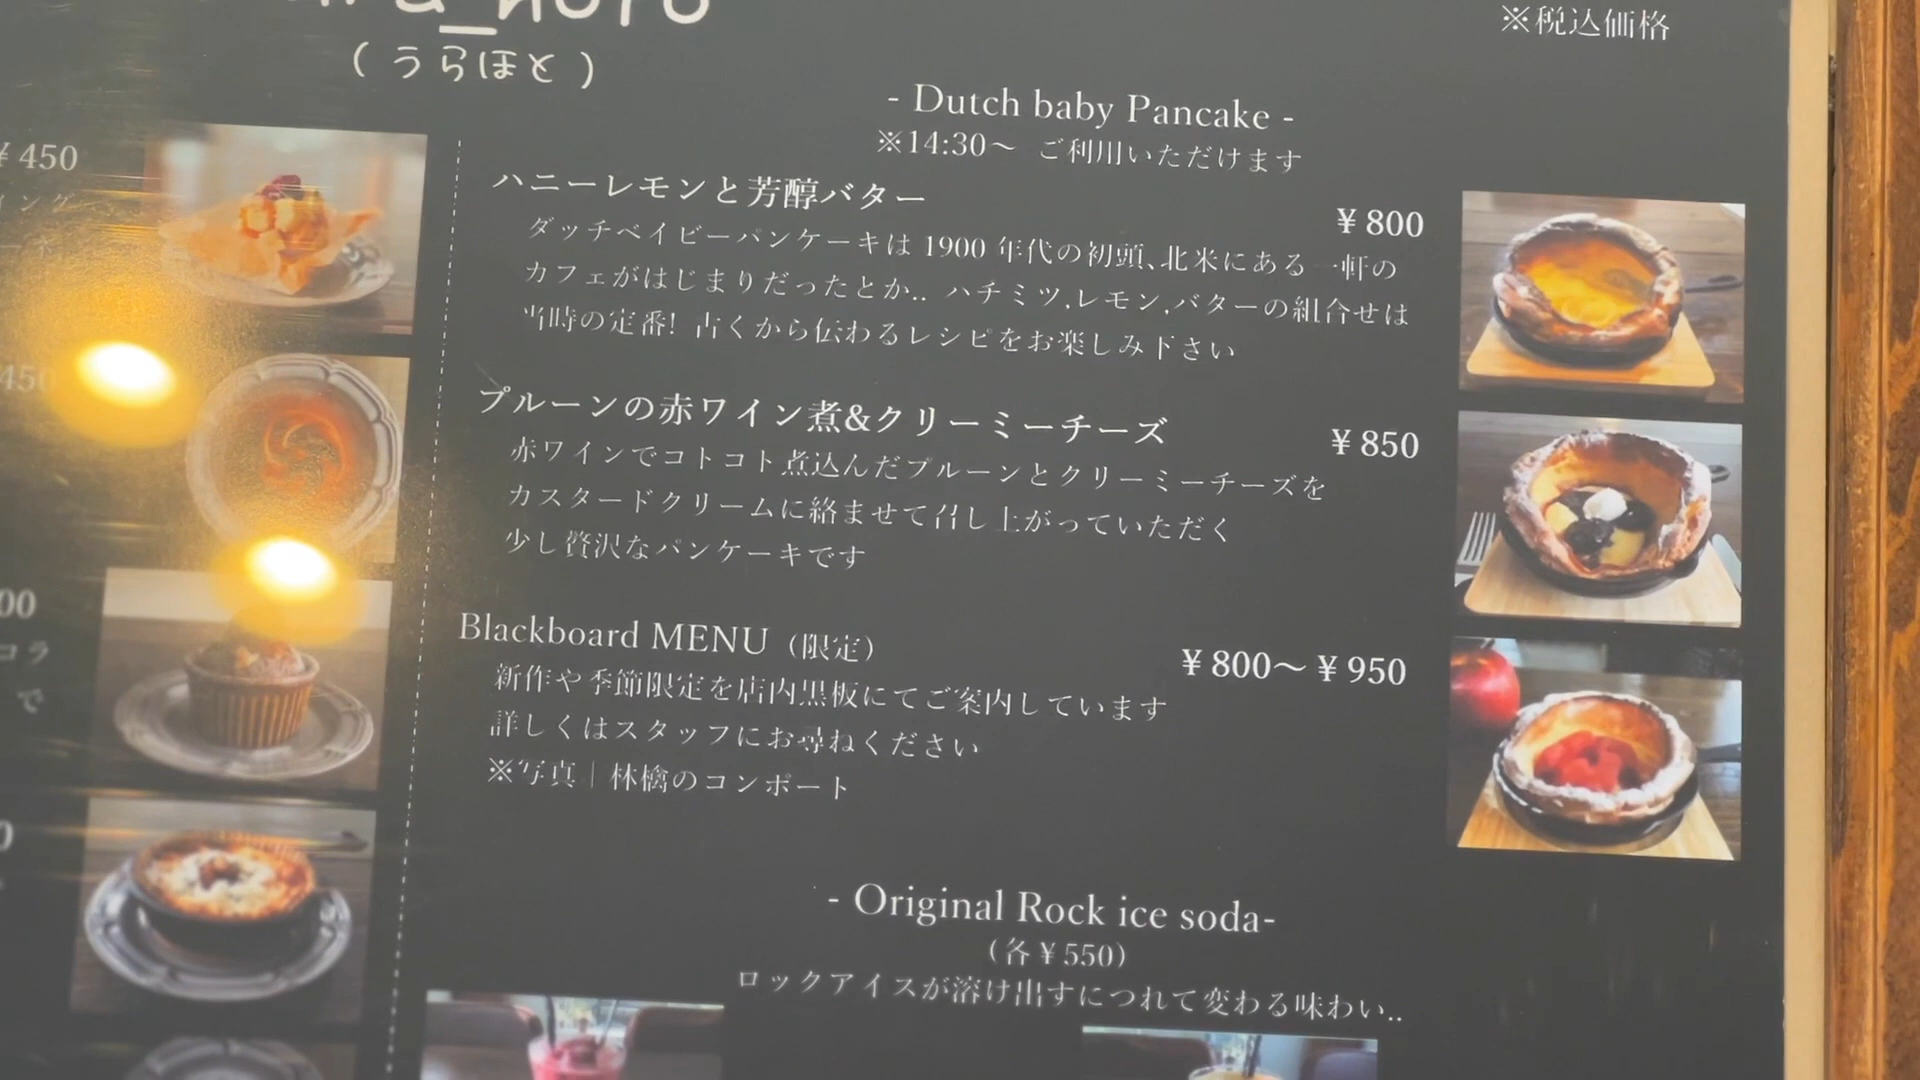 (うらほと)
※税込価格
¥450
450
00
コラ
で
- Dutch baby Pancake -
※14:30〜 ご利用いただけます
ハニーレモンと芳醇バター
¥800
ダッチベイビーパンケーキは 1900 年代の初頭、北米にある一軒の
カフェがはじまりだったとか.. ハチミツ,レモン,バターの組合せは
当時の定番! 古くから伝わるレシピをお楽しみ下さい
プルーンの赤ワイン煮&クリーミーチーズ
¥850
赤ワインでコトコト煮込んだプルーンとクリーミーチーズを
カスタードクリームに絡ませて召し上がっていただく
少し贅沢なパンケーキです
Blackboard MENU(限定)
¥800〜¥950
新作や季節限定を店内黒板にてご案内しています
詳しくはスタッフにお尋ねください
※写真|林檎のコンポート
- Original Rock ice soda-
(各¥550)
ロックアイスが溶け出すにつれて変わる味わい..